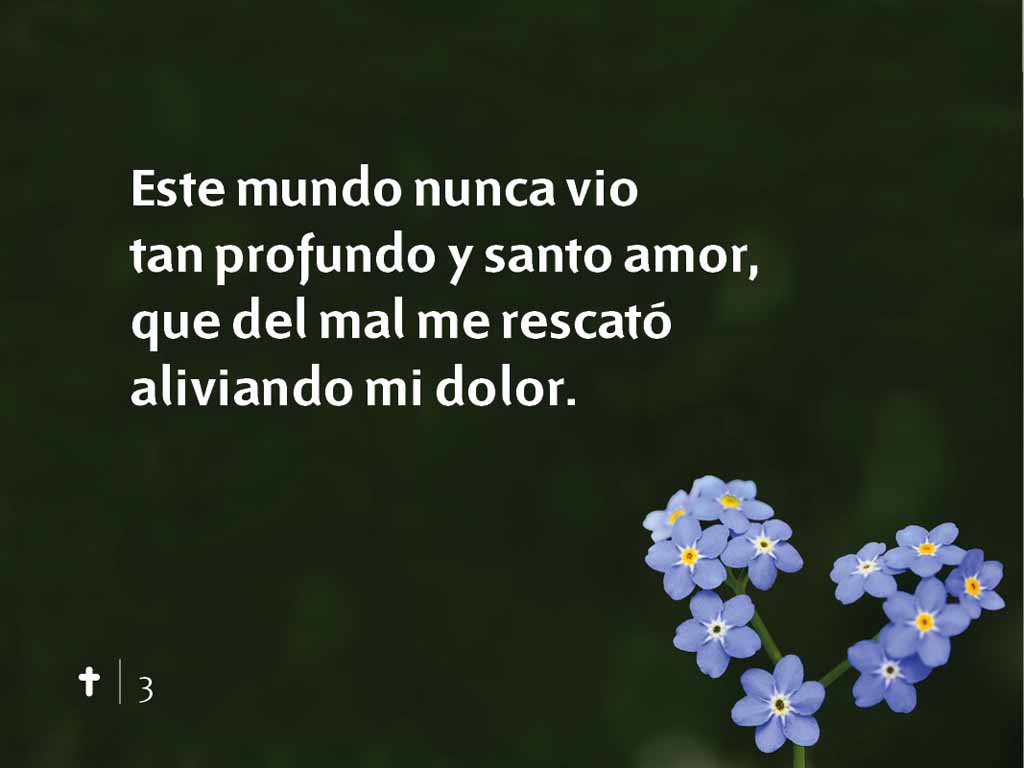 Este mundo nunca vio
tan profundo y santo amor,
que del mal me rescató
aliviando mi dolor.
3